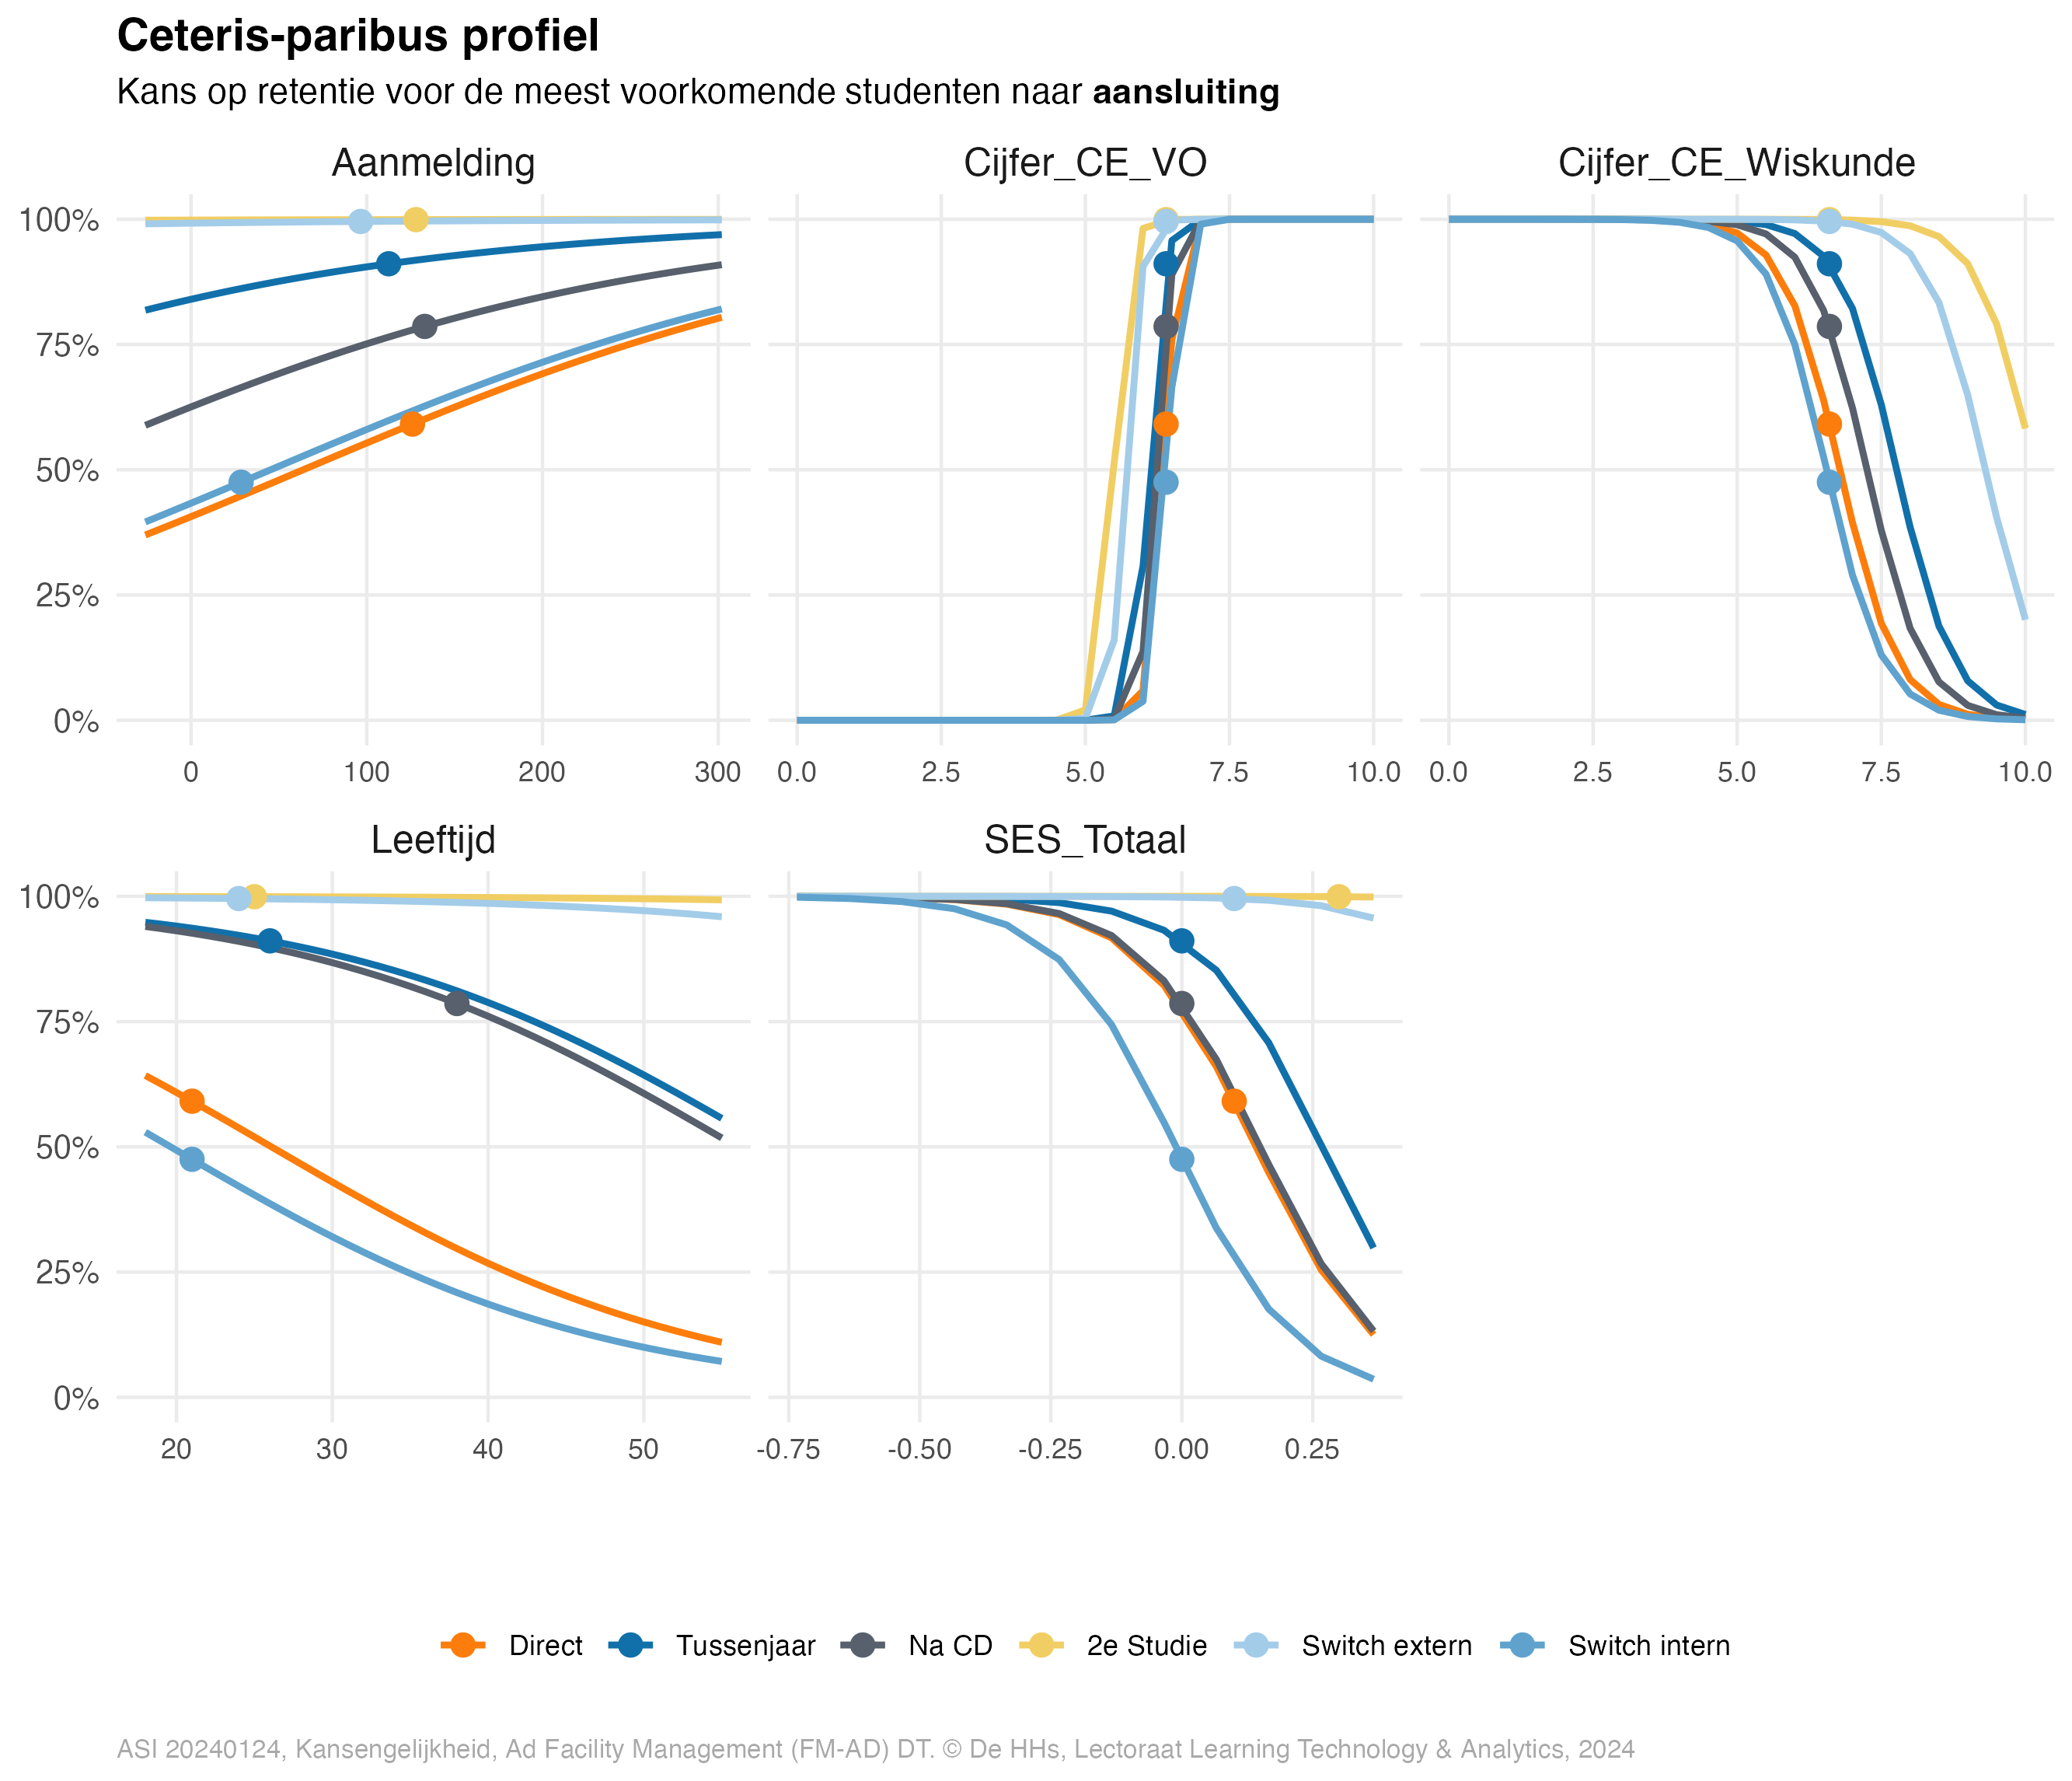 Ceteris-paribus profiel
Kans op retentie voor de meest voorkomende studenten naar aansluiting
Aanmelding Cijfer_CE_VO Cijfer_CE_Wiskunde
100%
75%
50%
25%
0%
0 100 200 300 0.0 2.5 5.0 7.5 10.0 0.0 2.5 5.0 7.5 10.0
Leeftijd SES_Totaal
100%
75%
50%
25%
0%
20 30 40 50 -0.75 -0.50 -0.25 0.00 0.25
Direct Tussenjaar Na CD 2e Studie Switch extern Switch intern
ASI 20240124, Kansengelijkheid, Ad Facility Management (FM-AD) DT. © De HHs, Lectoraat Learning Technology & Analytics, 2024